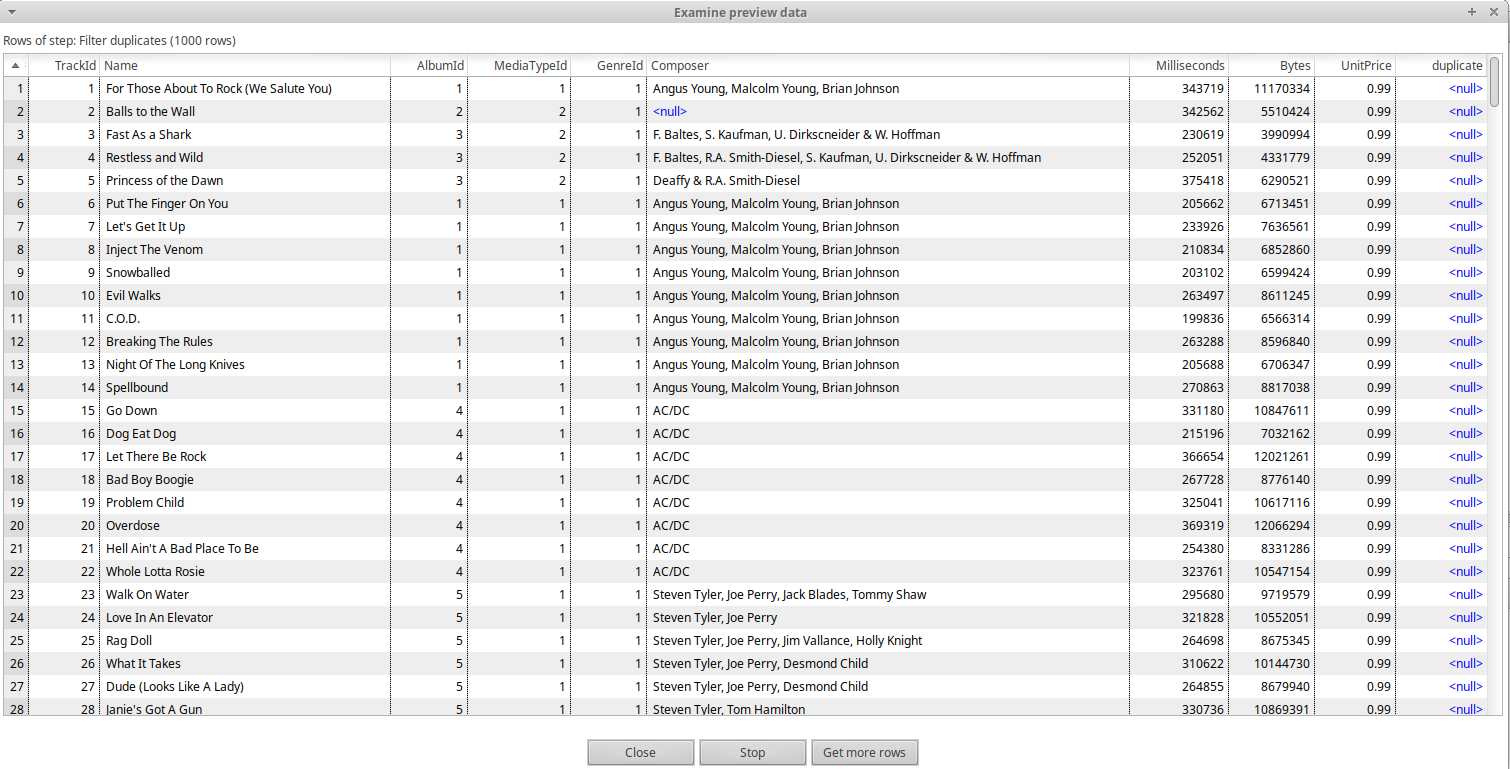 Examine preview data
Rows of step: Filter duplicates (1000 rows)
TrackId Name AlbumId MediaTypeId GenreId Composer Milliseconds Bytes UnitPrice duplicate
1 1 For Those About To Rock (We Salute You) 1 1 1 Angus Young, Malcolm Young, Brian Johnson 343719 11170334 0.99 <null>
2 2 Balls to the Wall 2 2 1 <null> 342562 5510424 0.99 <null>
3 3 Fast As a Shark 3 2 1 F. Baltes, S. Kaufman, U. Dirkscneider & W. Hoffman 230619 3990994 0.99 <null>
4 4 Restless and Wild 3 2 1 F. Baltes, R.A. Smith-Diesel, S. Kaufman, U. Dirkscneider & W. Hoffman 252051 4331779 0.99 <null>
5 5 Princess of the Dawn 3 2 1 Deaffy & R.A. Smith-Diesel 375418 6290521 0.99 <null>
6 6 Put The Finger On You 1 1 1 Angus Young, Malcolm Young, Brian Johnson 205662 6713451 0.99 <null>
7 7 Let's Get It Up 1 1 1 Angus Young, Malcolm Young, Brian Johnson 233926 7636561 0.99 <null>
8 8 Inject The Venom 1 1 1 Angus Young, Malcolm Young, Brian Johnson 210834 6852860 0.99 <null>
9 9 Snowballed 1 1 1 Angus Young, Malcolm Young, Brian Johnson 203102 6599424 0.99 <null>
10 10 Evil Walks 1 1 1 Angus Young, Malcolm Young, Brian Johnson 263497 8611245 0.99 <null>
11 11 C.O.D. 1 1 1 Angus Young, Malcolm Young, Brian Johnson 199836 6566314 0.99 <null>
12 12 Breaking The Rules 1 1 1 Angus Young, Malcolm Young, Brian Johnson 263288 8596840 0.99 <null>
13 13 Night Of The Long Knives 1 1 1 Angus Young, Malcolm Young, Brian Johnson 205688 6706347 0.99 <null>
14 14 Spellbound 1 1 1 Angus Young, Malcolm Young, Brian Johnson 270863 8817038 0.99 <null>
15 15 Go Down 4 1 1 AC/DC 331180 10847611 0.99 <null>
16 16 Dog Eat Dog 4 1 1 AC/DC 215196 7032162 0.99 <null>
17 17 Let There Be Rock 4 1 1 AC/DC 366654 12021261 0.99 <null>
18 18 Bad Boy Boogie 4 1 1 AC/DC 267728 8776140 0.99 <null>
19 19 Problem Child 4 1 1 AC/DC 325041 10617116 0.99 <null>
20 20 Overdose 4 1 1 AC/DC 369319 12066294 0.99 <null>
21 21 Hell Ain't A Bad Place To Be 4 1 1 AC/DC 254380 8331286 0.99 <null>
22 22 Whole Lotta Rosie 4 1 1 AC/DC 323761 10547154 0.99 <null>
23 23 Walk On Water 5 1 1 Steven Tyler, Joe Perry, Jack Blades, Tommy Shaw 295680 9719579 0.99 <null>
24 24 Love In An Elevator 5 1 1 Steven Tyler, Joe Perry 321828 10552051 0.99 <null>
25 25 Rag Doll 5 1 1 Steven Tyler, Joe Perry, Jim Vallance, Holly Knight 264698 8675345 0.99 <null>
26 26 What It Takes 5 1 1 Steven Tyler, Joe Perry, Desmond Child 310622 10144730 0.99 <null>
27 27 Dude (Looks Like A Lady) 5 1 1 Steven Tyler, Joe Perry, Desmond Child 264855 8679940 0.99 <null>
28 28 Janie's Got A Gun 5 1 1 Steven Tyler, Tom Hamilton 330736 10869391 0.99 <null>
Close Stop Get more rows